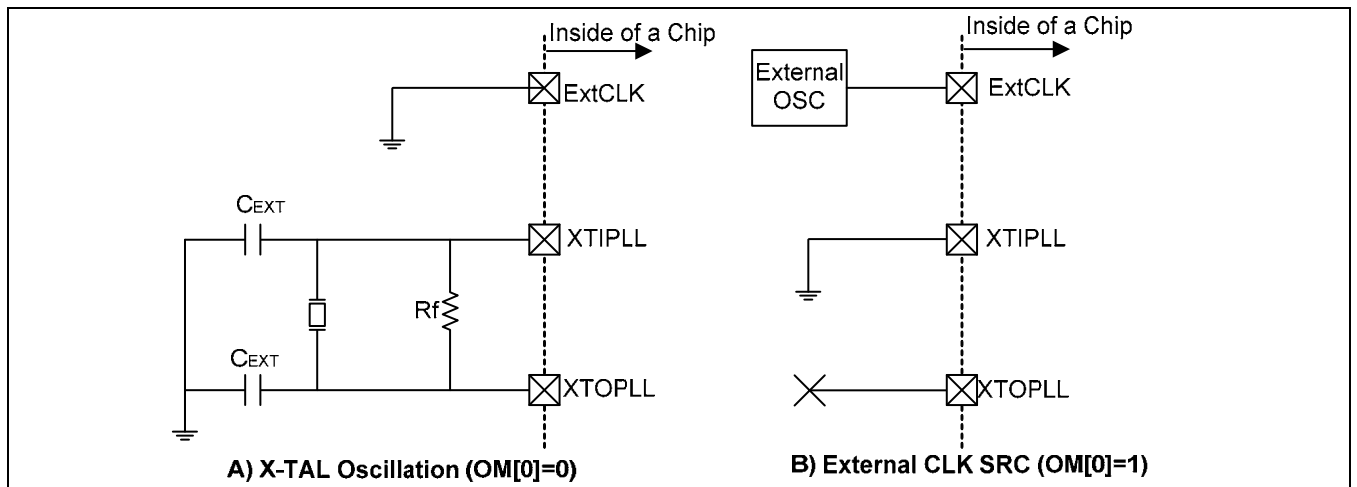 Inside of a Chip
ExtCLK
CEXT
XTIPLL
Rf
CEXT
XTOPLL
A) X-TAL Oscillation (OM[0]=0)
Inside of a Chip
External
OSC
ExtCLK
XTIPLL
XTOPLL
B) External CLK SRC (OM[0]=1)